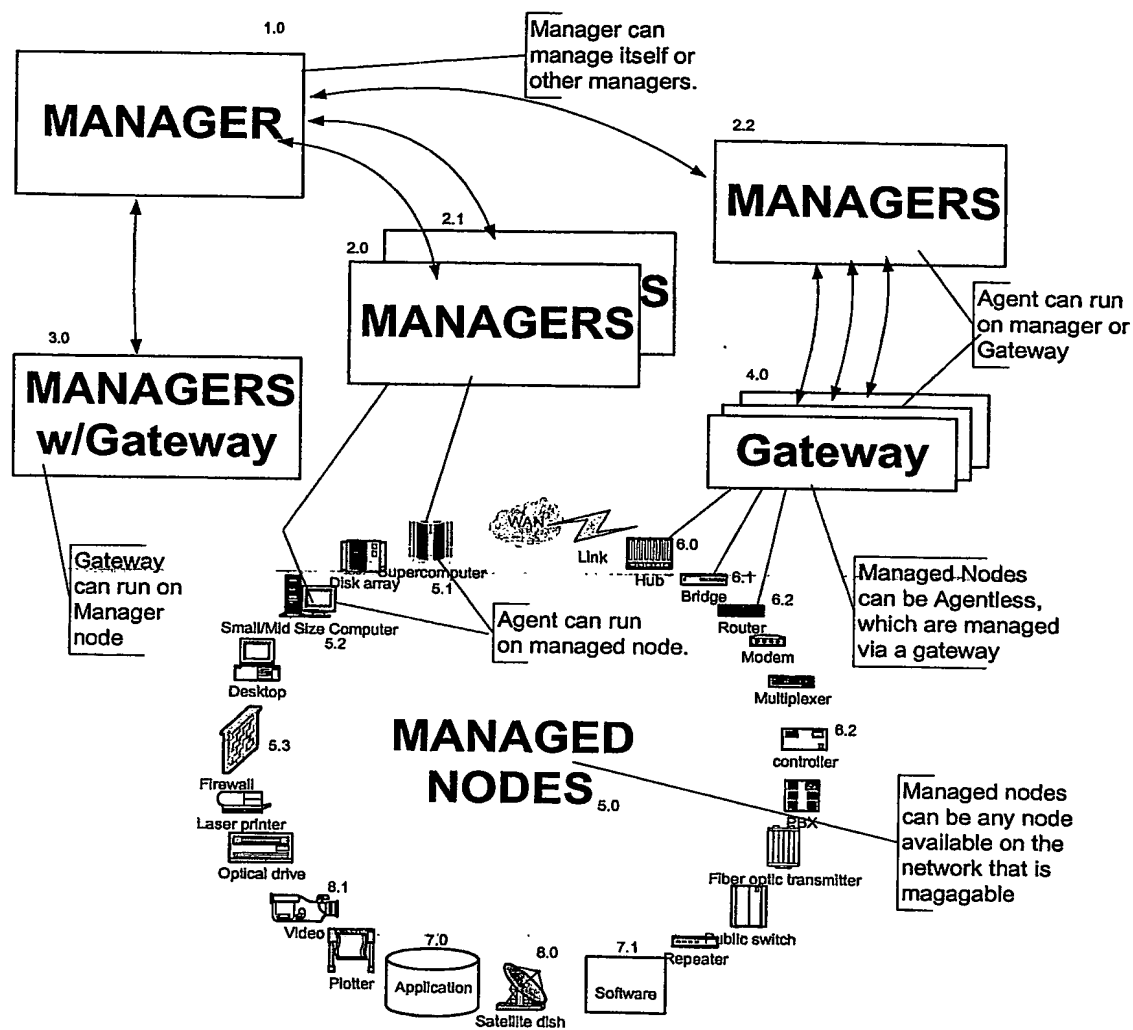 1.0
Manager can
manage itself or
other managers.
MANAGER
2.2
MANAGERS
2.1
2.0
S
MANAGERS
Agent can run
on manager or
Gateway
3.0
MANAGERS
w/Gateway
4.0
Gateway
WAN
Link
6.0
Hub
6.1
Bridge
6.2
Router
Modem
Multiplexer
6.2
controller
PBX
Fiber optic transmitter
Public switch
Repeater
Gateway
can run on
Manager
node
Disk array
Supercomputer
5.1
Small/Mid Size Computer
5.2
Agent can run
on managed node.
Managed Nodes
can be Agentless,
which are managed
via a gateway
Desktop
5.3
Firewall
Laser printer
Optical drive
MANAGED
NODES 5.0
Managed nodes
can be any node
available on the
network that is
magagable
8.1
Video
Plotter
7.0
Application
8.0
Satellite dish
7.1
Software